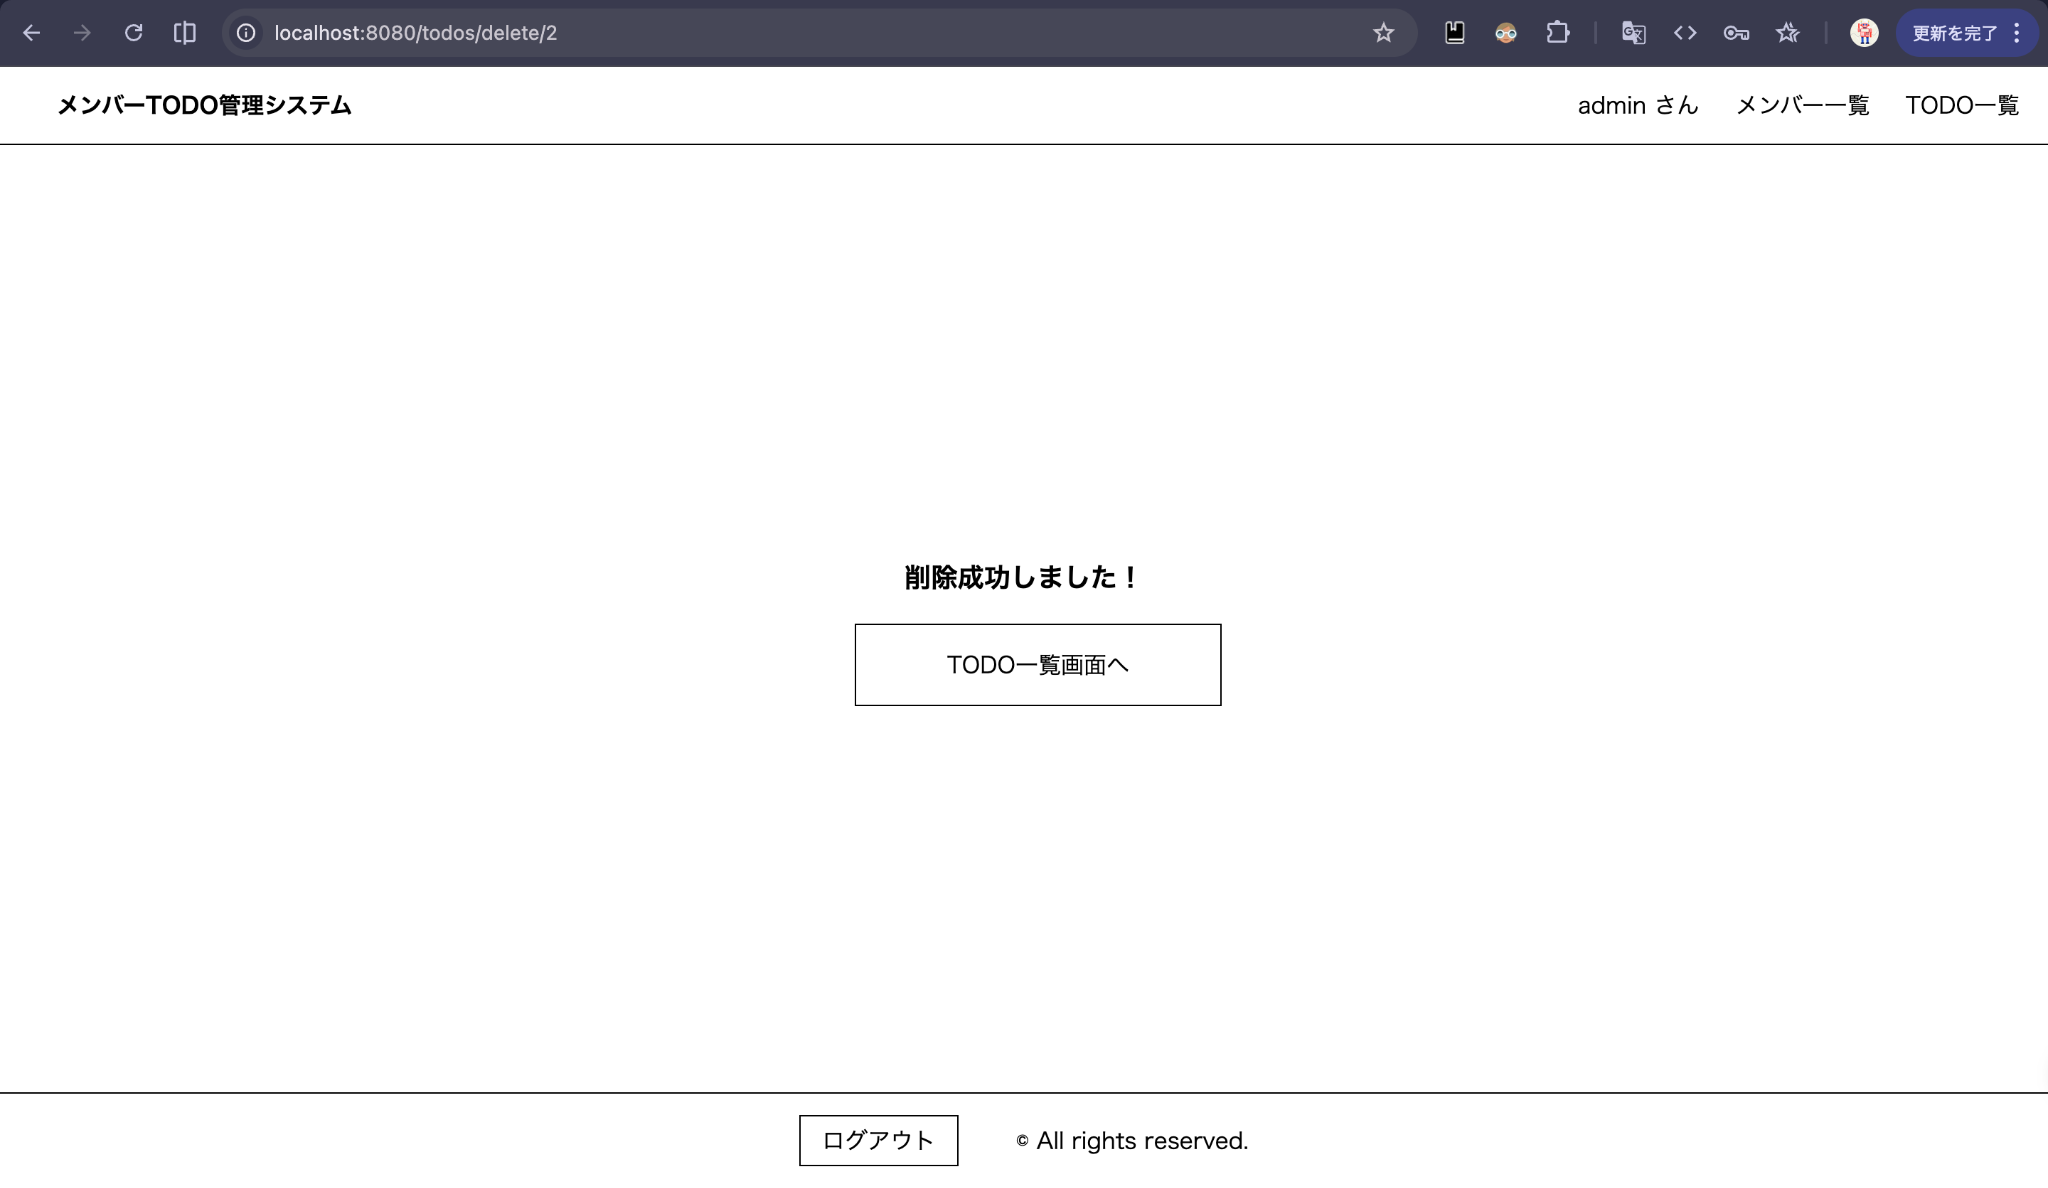 localhost:8080/todos/delete/2
更新を完了
メンバーTODO管理システム
admin さん メンバー一覧 TODO一覧
削除成功しました！
TODO一覧画面へ
ログアウト
© All rights reserved.